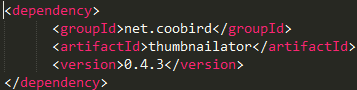 <dependency>
<groupId>net.coobird</groupId>
<artifactId>thumbnailator</artifactId>
<version>0.4.3</version>
</dependency>